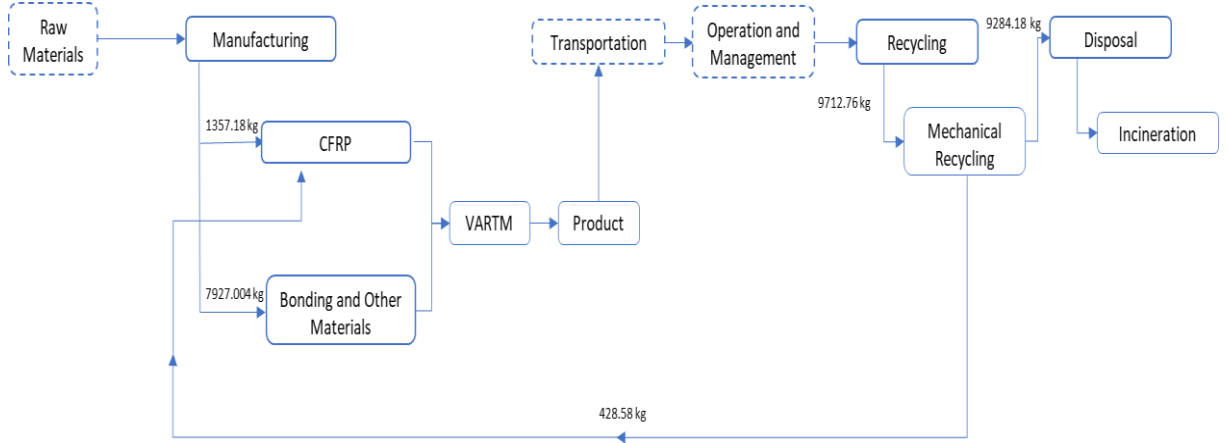 Raw
Materials
Manufacturing
Transportation
Operation and
Management
Recycling
9284.18 kg
Disposal
9712.76 kg
1357.18 kg
CFRP
Mechanical
Recycling
Incineration
VARTM
Product
7927.004 kg
Bonding and Other
Materials
428.58 kg